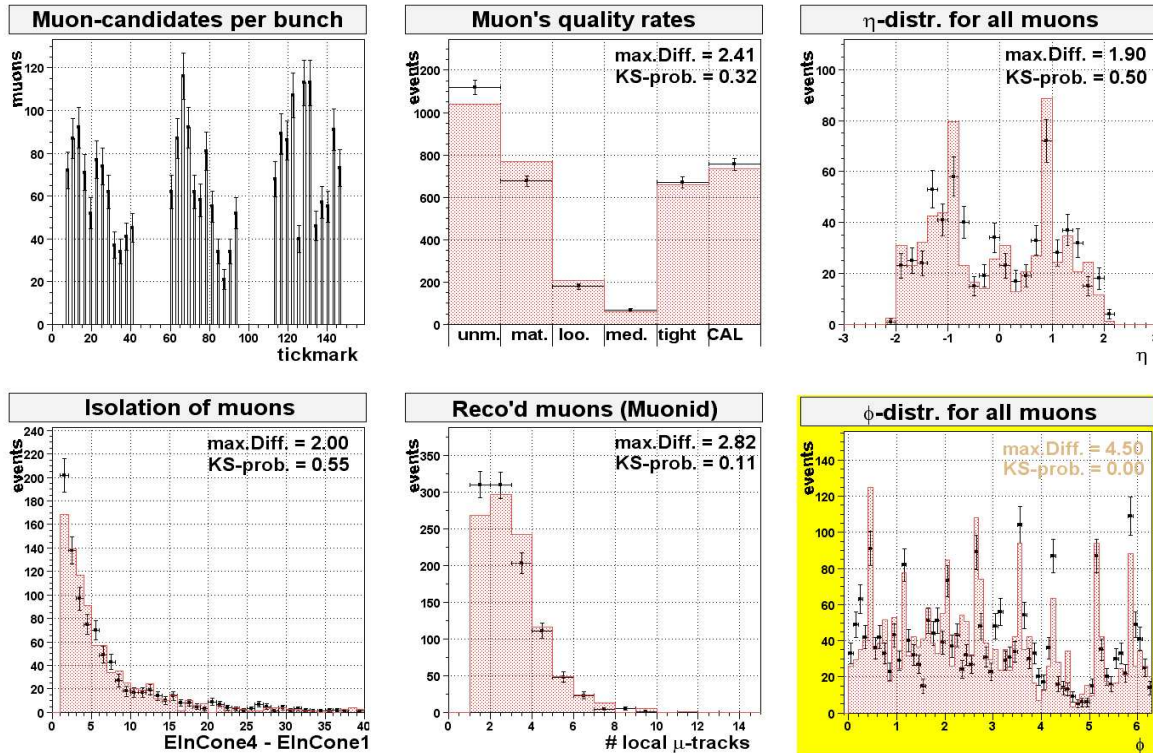 Muon-candidates per bunch
muons
120
100
80
60
40
20
0
0 20 40 60 80 100 120 140
tickmark
Muon's quality rates
max.Diff. = 2.41
KS-prob. = 0.32
events
1200
1000
800
600
400
200
0
unm. mat. loo. med. tight CAL
η-distr. for all muons
max.Diff. = 1.90
KS-prob. = 0.50
events
100
80
60
40
20
0
-3 -2 -1 0 1 2 3
η
Isolation of muons
max.Diff. = 2.00
KS-prob. = 0.55
events
240
220
200
180
160
140
120
100
80
60
40
20
0
0 10 20 30 40
EInCone4 - EInCone1
Reco'd muons (Muonid)
max.Diff. = 2.82
KS-prob. = 0.11
events
350
300
250
200
150
100
50
0
2 4 6 8 10 12 14
# local μ-tracks
ϕ-distr. for all muons
max.Diff. = 4.50
KS-prob. = 0.00
events
140
120
100
80
60
40
20
0
0 1 2 3 4 5 6
ϕ